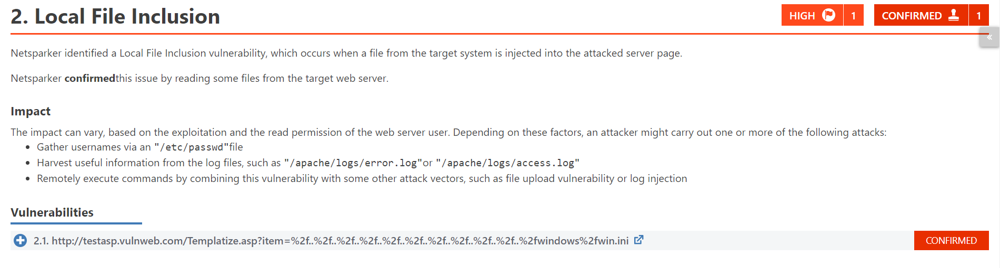 2. Local File Inclusion
HIGH 1 CONFIRMED 1
«
Netsparker identified a Local File Inclusion vulnerability, which occurs when a file from the target system is injected into the attacked server page.
Netsparker confirmedthis issue by reading some files from the target web server.
Impact
The impact can vary, based on the exploitation and the read permission of the web server user. Depending on these factors, an attacker might carry out one or more of the following attacks:
• Gather usernames via an "/etc/passwd"file
• Harvest useful information from the log files, such as "/apache/logs/error.log"or "/apache/logs/access.log"
• Remotely execute commands by combining this vulnerability with some other attack vectors, such as file upload vulnerability or log injection
Vulnerabilities
2.1. http://testasp.vulnweb.com/Templatize.asp?item=%2f..%2f..%2f..%2f..%2f..%2f..%2f..%2f..%2f..%2f..%2fwindows%2fwin.ini CONFIRMED